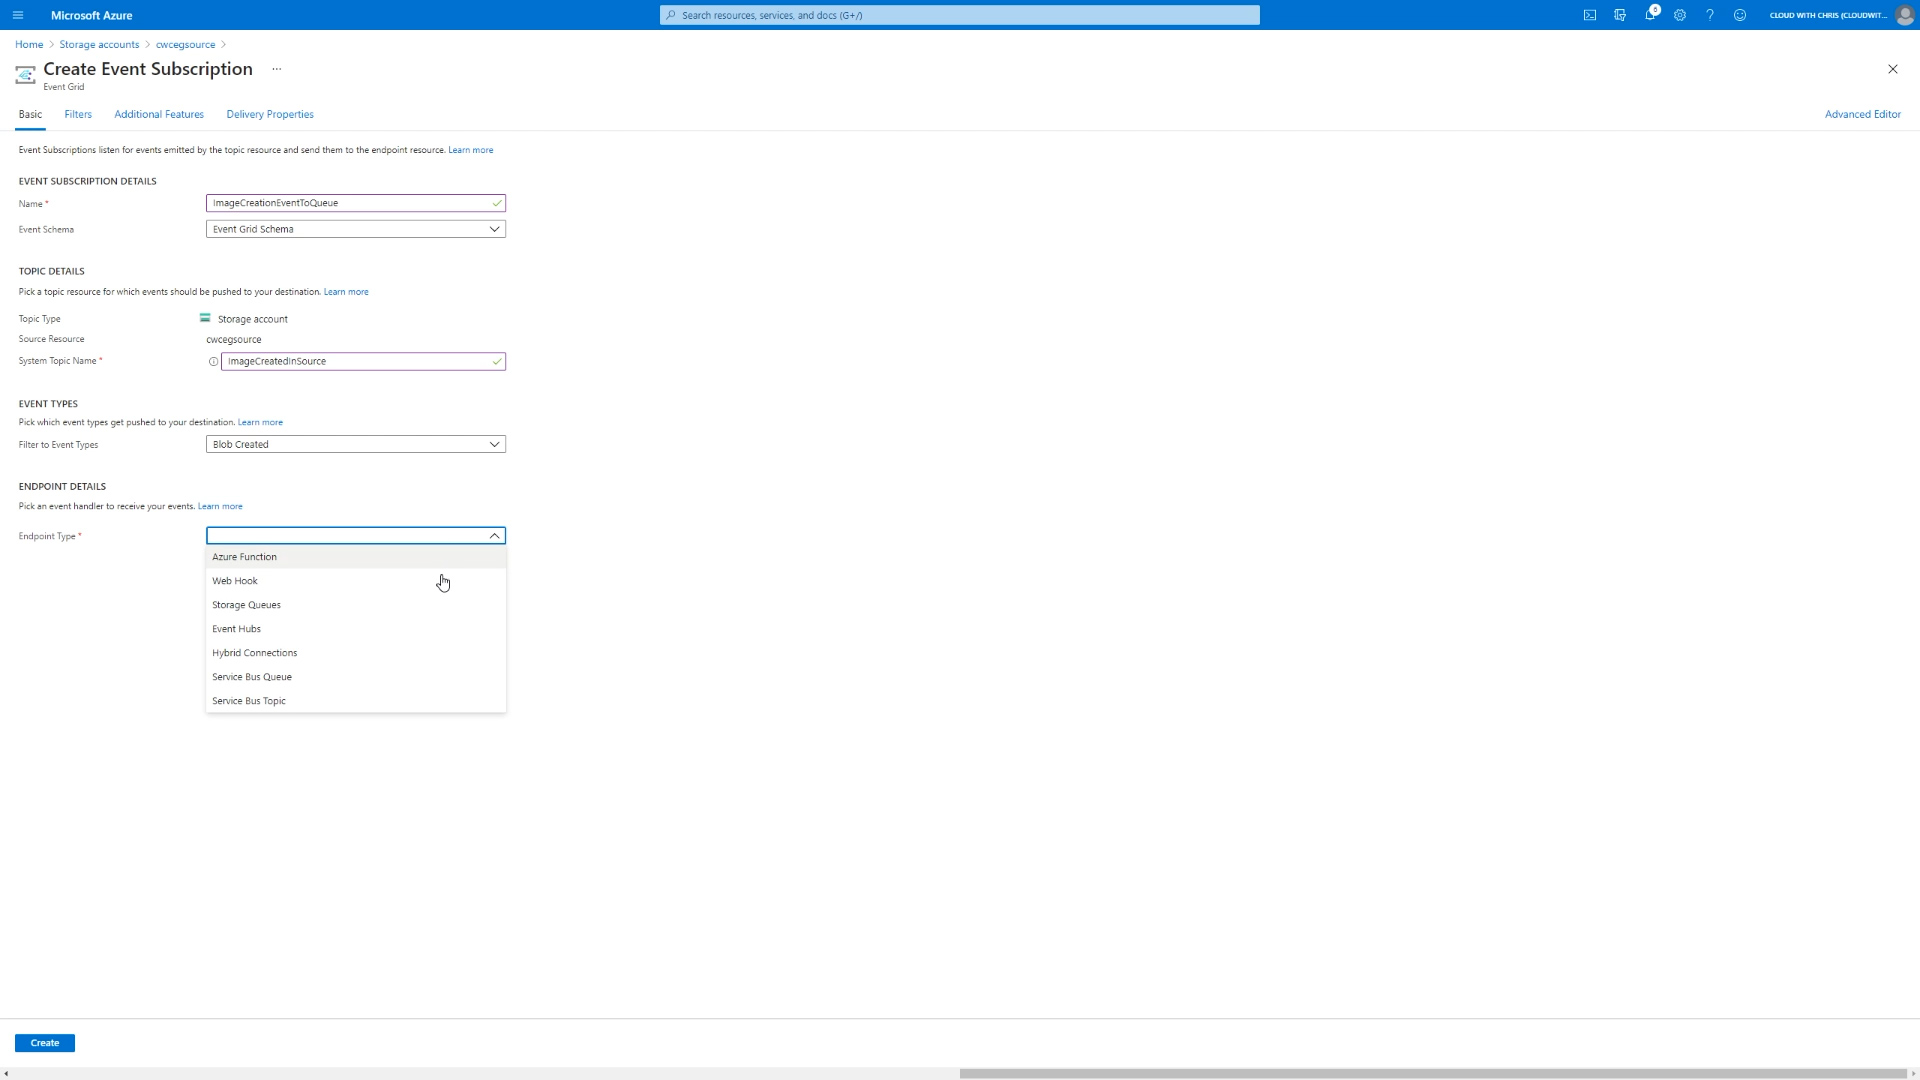 Microsoft Azure
Search resources, services, and docs (G+/)
6
CLOUD WITH CHRIS (CLOUDWIT...
Home > Storage accounts > cwcegsource >
Create Event Subscription ...
Event Grid
Basic Filters Additional Features Delivery Properties Advanced Editor
Event Subscriptions listen for events emitted by the topic resource and send them to the endpoint resource. Learn more
EVENT SUBSCRIPTION DETAILS
Name * ImageCreationEventToQueue
Event Schema Event Grid Schema
TOPIC DETAILS
Pick a topic resource for which events should be pushed to your destination. Learn more
Topic Type Storage account
Source Resource cwcegsource
System Topic Name * ImageCreatedInSource
EVENT TYPES
Pick which event types get pushed to your destination. Learn more
Filter to Event Types Blob Created
ENDPOINT DETAILS
Pick an event handler to receive your events. Learn more
Endpoint Type *
Azure Function
Web Hook
Storage Queues
Event Hubs
Hybrid Connections
Service Bus Queue
Service Bus Topic
Create